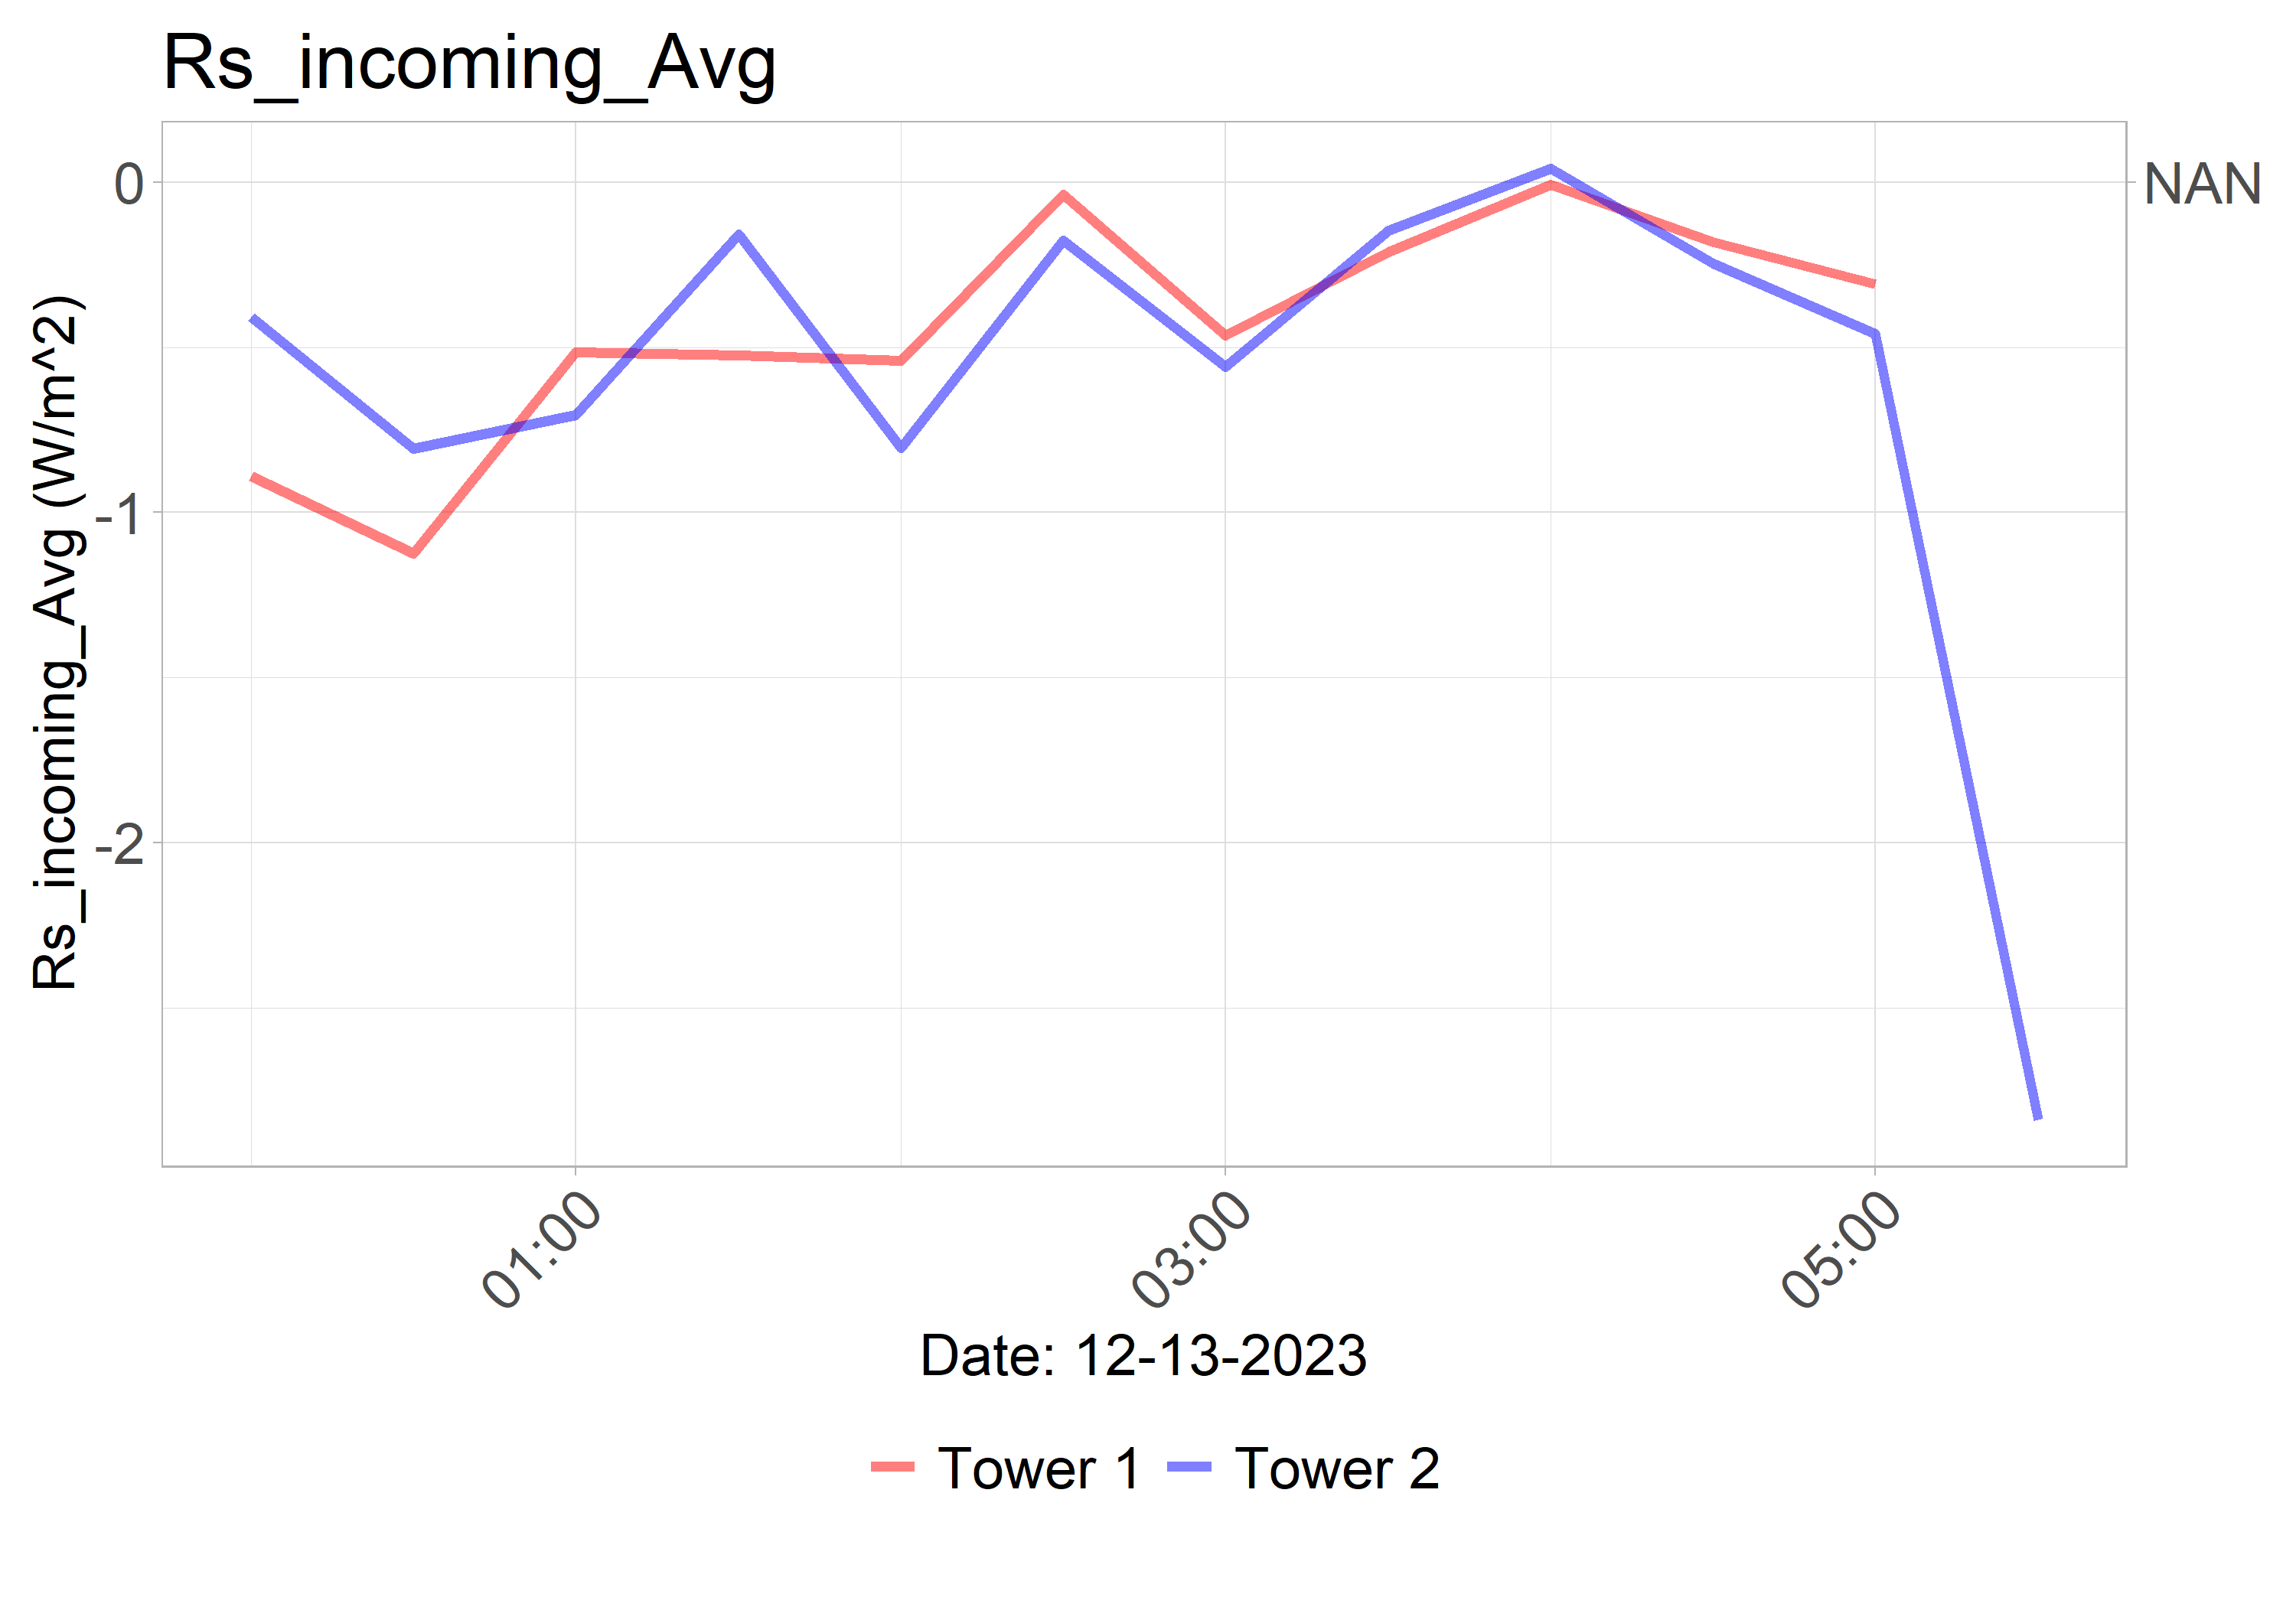 Rs_incoming_Avg
Rs_incoming_Avg (W/m^2)
0
-1
-2
NAN
01:00
03:00
05:00
Date: 12-13-2023
Tower 1
Tower 2